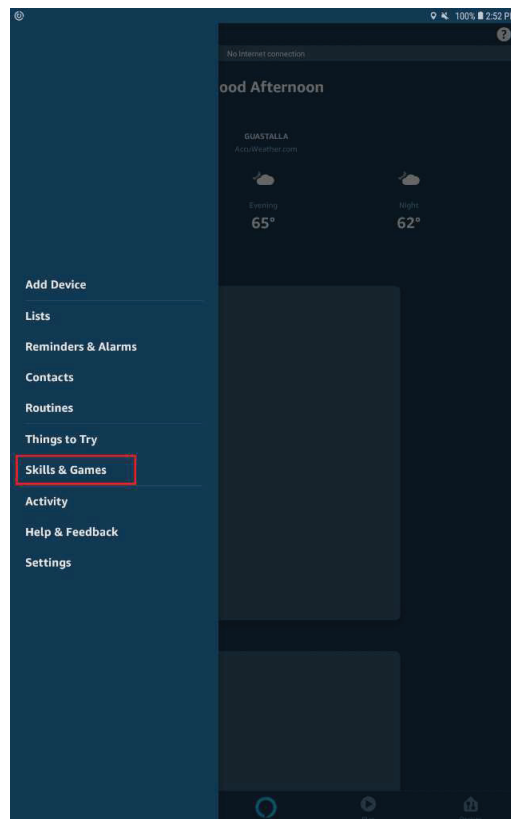 100% 2:52 P
?
No Internet connection
ood Afternoon
GUASTALLA
AccuWeather.com
Evening
Night
65°
62°
Add Device
Lists
Reminders & Alarms
Contacts
Routines
Things to Try
Skills & Games
Activity
Help & Feedback
Settings